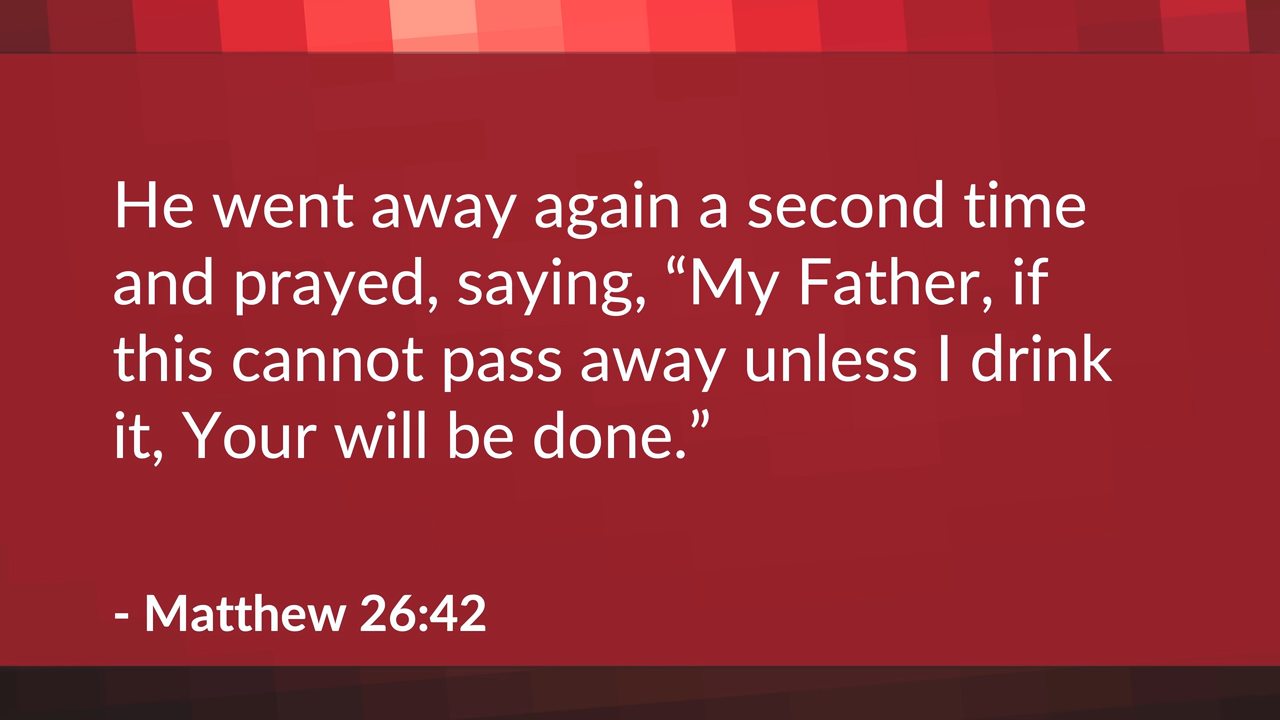 He went away again a second time
and prayed, saying, “My Father, if
this cannot pass away unless I drink
it, Your will be done.”
- Matthew 26:42